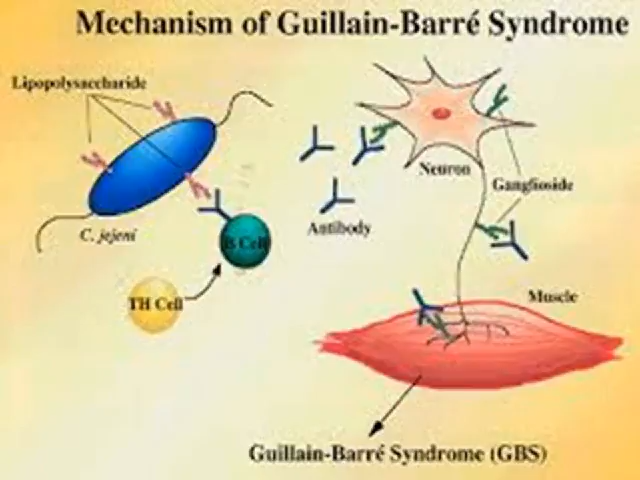 Mechanism of Guillain-Barré Syndrome
Lipopolysaccharide
C. jejeni
B Cell
TH Cell
Antibody
Neuron
Ganglioside
Muscle
Guillain-Barré Syndrome (GBS)